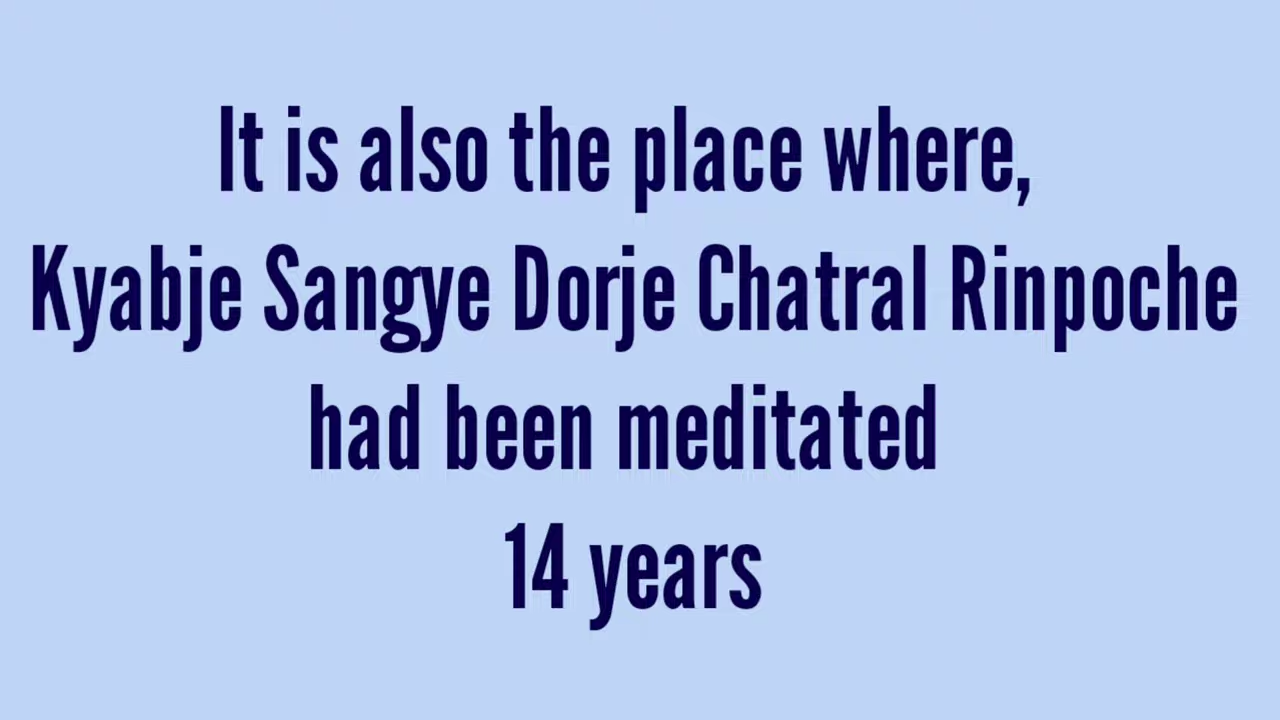 It is also the place where,
Kyabje Sangye Dorje Chatral Rinpoche
had been meditated
14 years